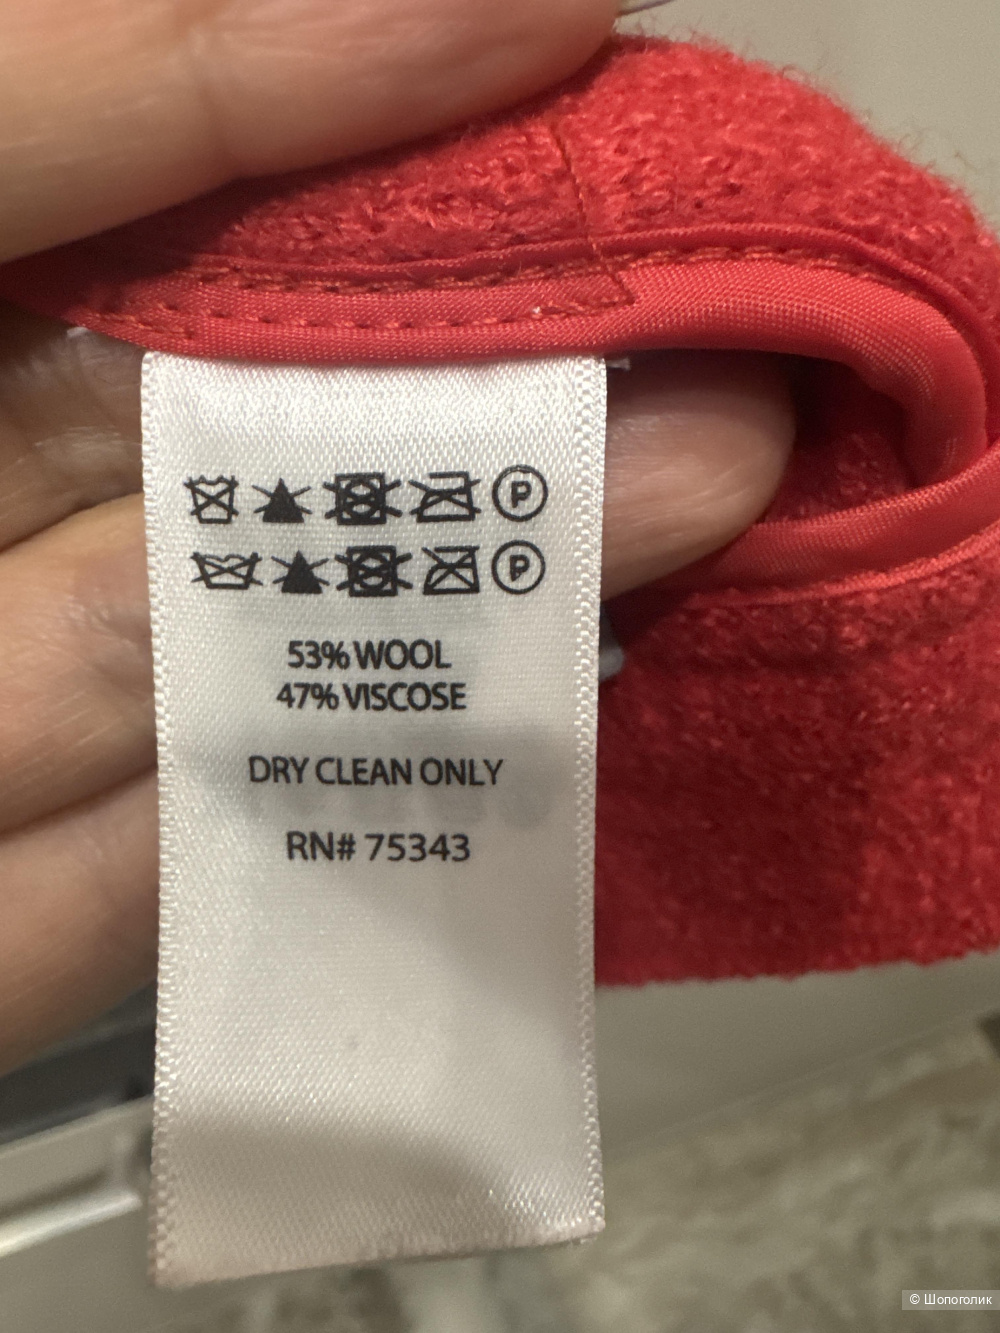 P
P
53% WOOL
47% VISCOSE
DRY CLEAN ONLY
RN# 75343
© Шопоголик